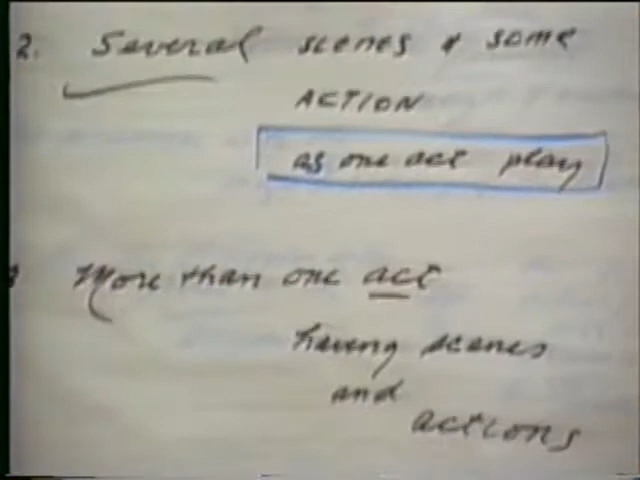 2. Several scenes & some
ACTION
as one act play
More than one act
having scenes
and
actions